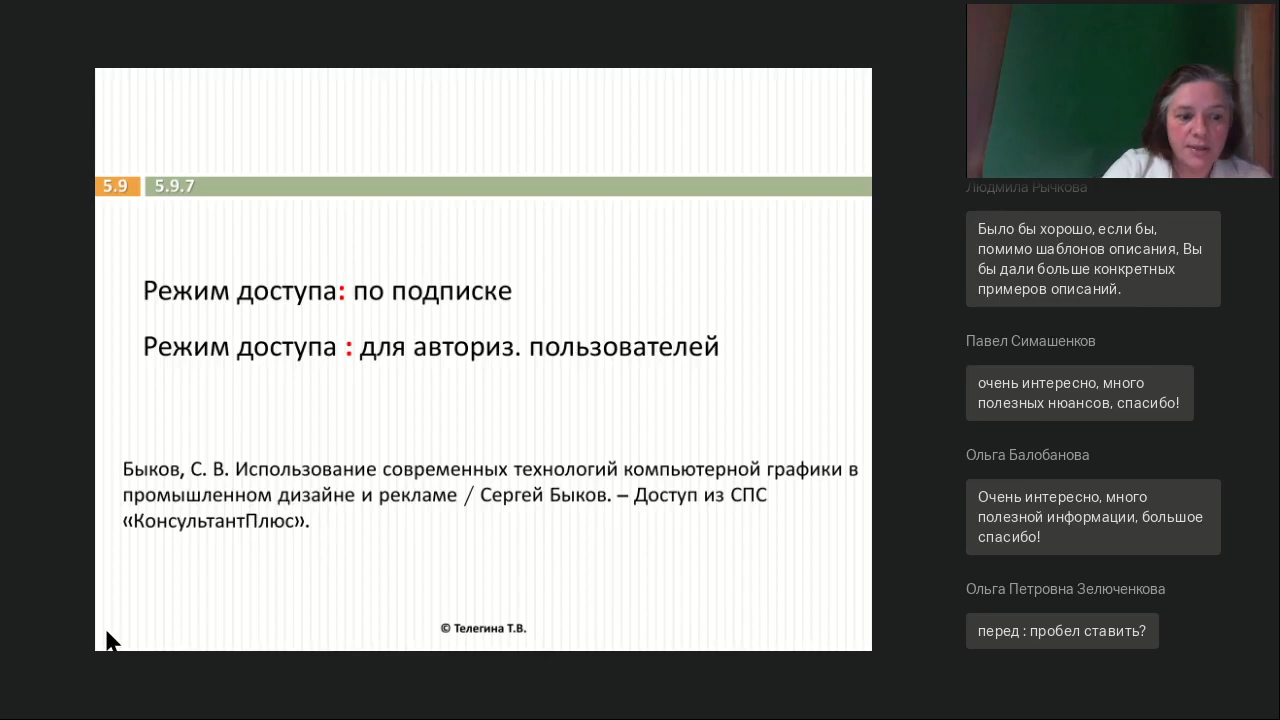 5.9 5.9.7
Режим доступа: по подписке
Режим доступа : для авториз. пользователей
Быков, С. В. Использование современных технологий компьютерной графики в
промышленном дизайне и рекламе / Сергей Быков. – Доступ из СПС
«КонсультантПлюс».
© Телегина Т.В.
Людмила Рычкова
Было бы хорошо, если бы,
помимо шаблонов описания, Вы
бы дали больше конкретных
примеров описаний.
Павел Симашенков
очень интересно, много
полезных нюансов, спасибо!
Ольга Балобанова
Очень интересно, много
полезной информации, большое
спасибо!
Ольга Петровна Зелюченкова
перед : пробел ставить?